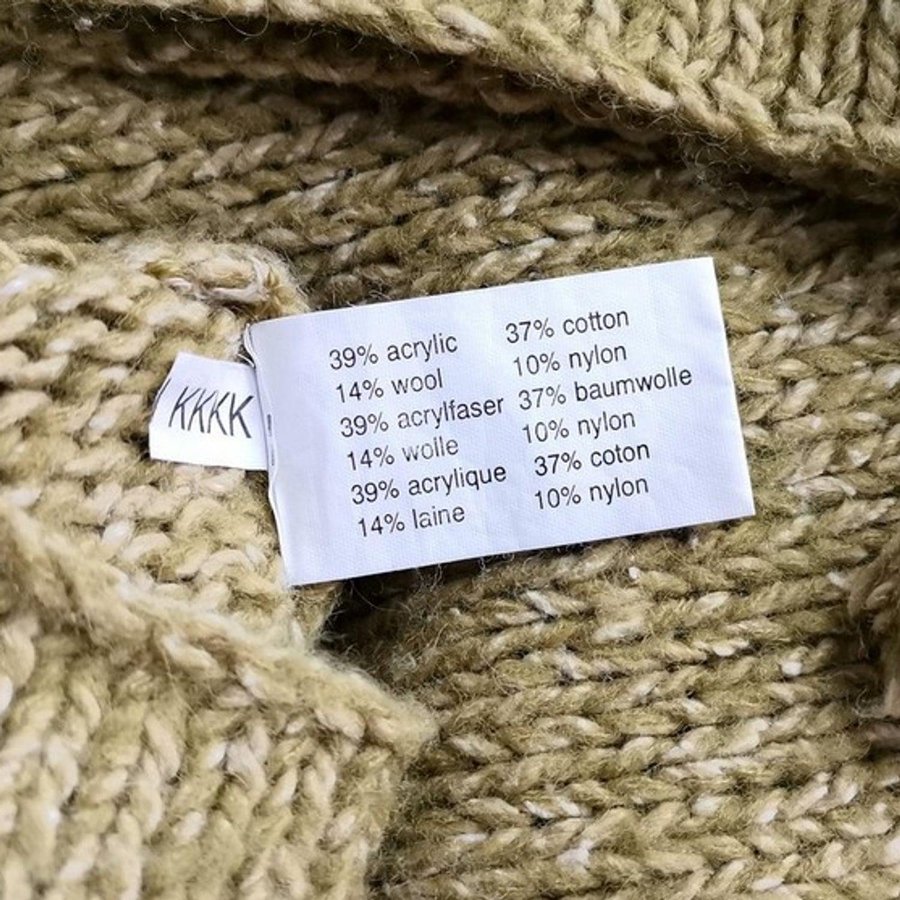 39% acrylic 37% cotton
14% wool 10% nylon
39% acrylfaser 37% baumwolle
14% wolle 10% nylon
39% acrylique 37% coton
14% laine 10% nylon
KKKK